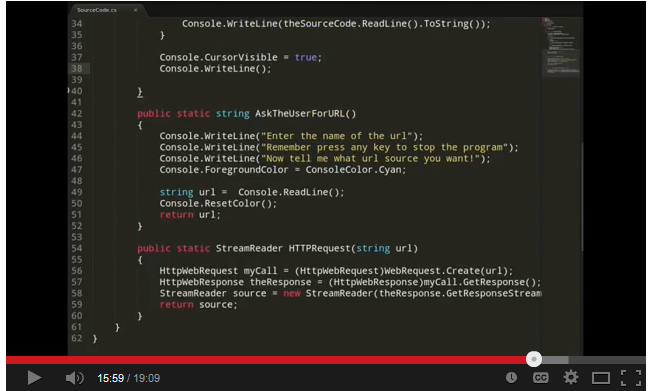 SourceCode.cs ×
34 Console.WriteLine(theSourceCode.ReadLine().ToString());
35 }
36
37 Console.CursorVisible = true;
38 Console.WriteLine();
39
40 }
41
42 public static string AskTheUserForURL()
43 {
44 Console.WriteLine("Enter the name of the url");
45 Console.WriteLine("Remember press any key to stop the program");
46 Console.WriteLine("Now tell me what url source you want!");
47 Console.ForegroundColor = ConsoleColor.Cyan;
48
49 string url =  Console.ReadLine();
50 Console.ResetColor();
51 return url;
52 }
53
54 public static StreamReader HTTPRequest(string url)
55 {
56 HttpWebRequest myCall = (HttpWebRequest)WebRequest.Create(url);
57 HttpWebResponse theResponse = (HttpWebResponse)myCall.GetResponse();
58 StreamReader source = new StreamReader(theResponse.GetResponseStream
59 return source;
60 }
61 }
62 }
15:59 / 19:09 CC